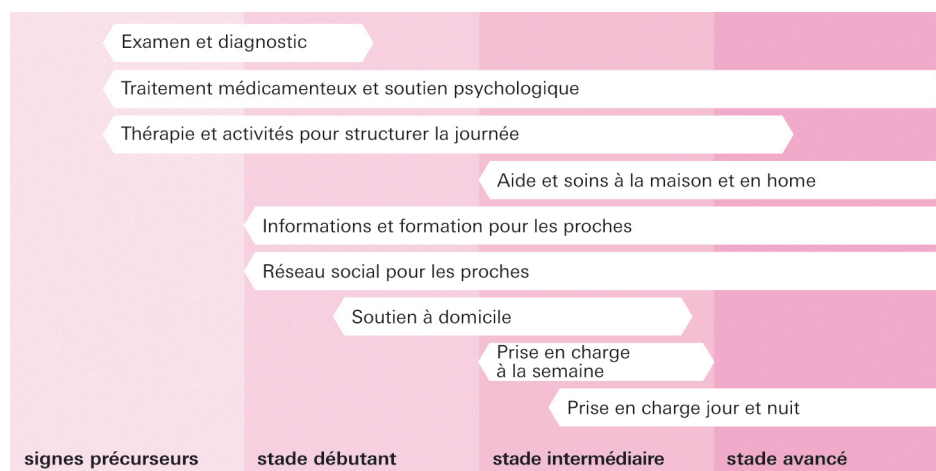 Examen et diagnostic
Traitement médicamenteux et soutien psychologique
Thérapie et activités pour structurer la journée
Aide et soins à la maison et en home
Informations et formation pour les proches
Réseau social pour les proches
Soutien à domicile
Prise en charge
à la semaine
Prise en charge jour et nuit
signes précurseurs
stade débutant
stade intermédiaire
stade avancé